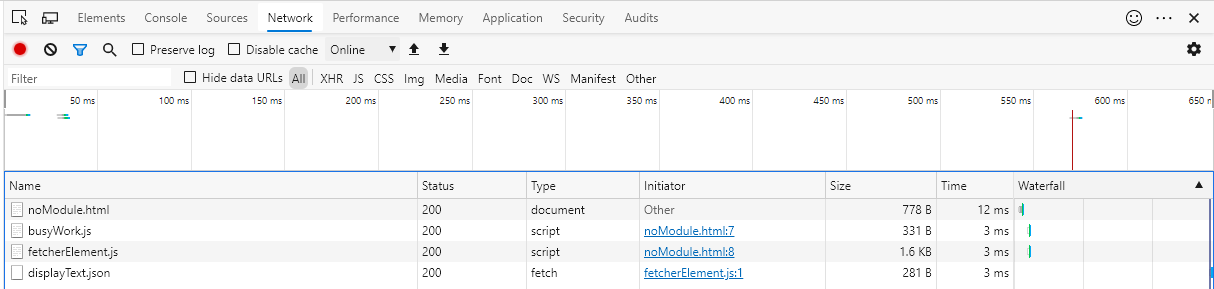 Elements Console Sources Network Performance Memory Application Security Audits
Preserve log Disable cache Online
Filter Hide data URLs All XHR JS CSS Img Media Font Doc WS Manifest Other
50 ms 100 ms 150 ms 200 ms 250 ms 300 ms 350 ms 400 ms 450 ms 500 ms 550 ms 600 ms 650 m
Name Status Type Initiator Size Time Waterfall
noModule.html 200 document Other 778 B 12 ms
busyWork.js 200 script noModule.html:7 331 B 3 ms
fetcherElement.js 200 script noModule.html:8 1.6 KB 3 ms
displayText.json 200 fetch fetcherElement.js:1 281 B 3 ms